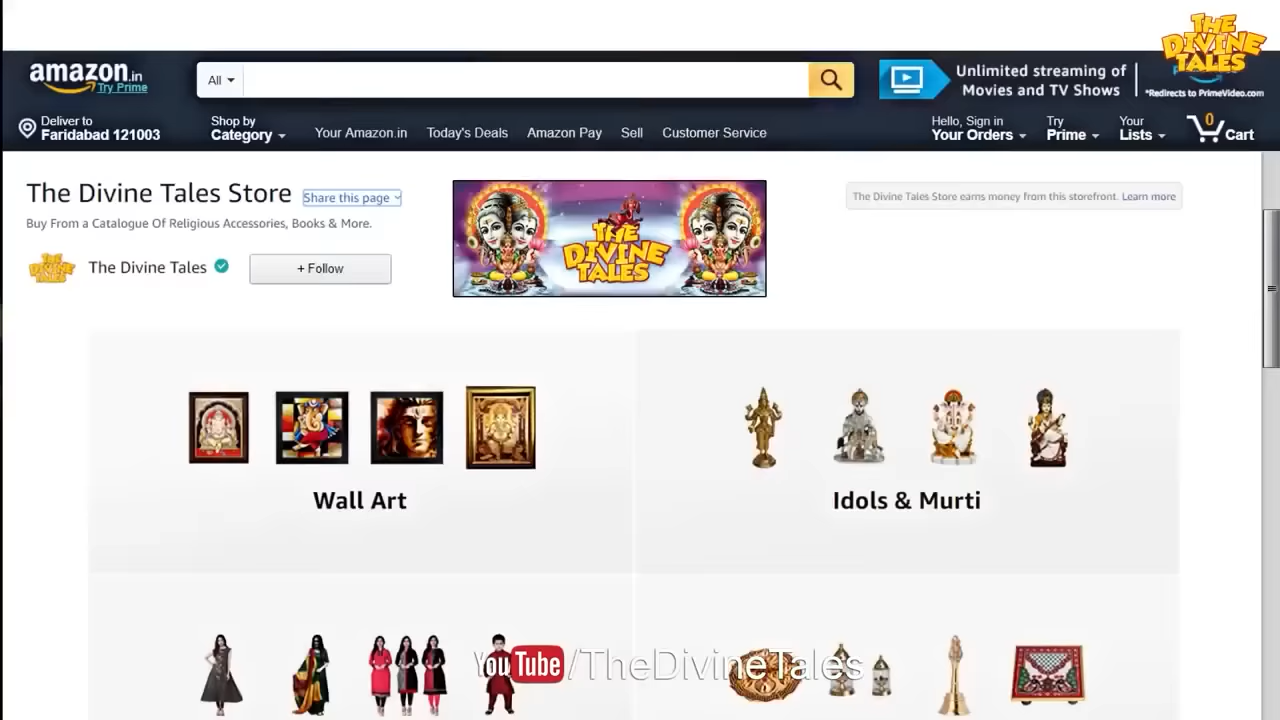 THE
DIVINE
TALES
amazon.in
Try Prime
All
Unlimited streaming of
Movies and TV Shows
*Redirects to PrimeVideo.com
Deliver to
Faridabad 121003
Shop by
Category
Your Amazon.in
Today's Deals
Amazon Pay
Sell
Customer Service
Hello, Sign in
Your Orders
Try
Prime
Your
Lists
0
Cart
The Divine Tales Store
Share this page
The Divine Tales Store earns money from this storefront. Learn more
Buy From a Catalogue Of Religious Accessories, Books & More.
THE
DIVINE
TALES
THE
DIVINE
TALES
The Divine Tales
+ Follow
Wall Art
Idols & Murti
YouTube/TheDivineTales